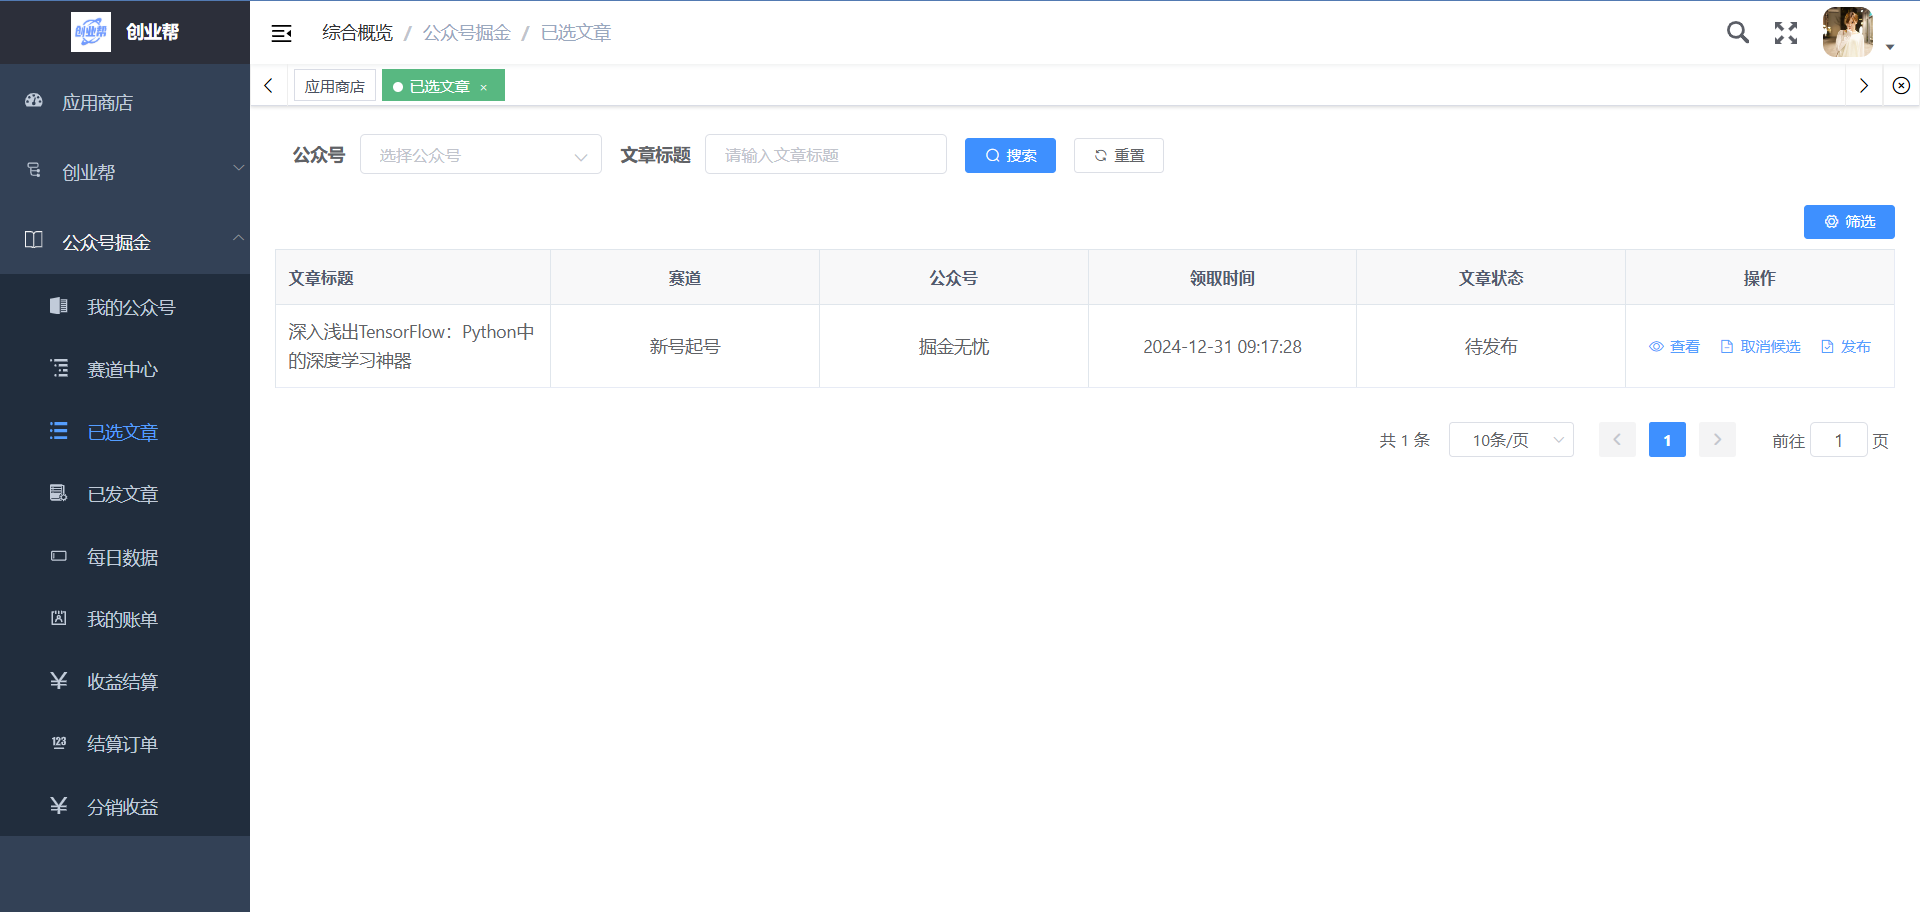 创业帮
创业帮
综合概览 / 公众号掘金 / 已选文章
应用商店
已选文章 ×
应用商店
创业帮
公众号掘金
我的公众号
赛道中心
已选文章
已发文章
每日数据
我的账单
收益结算
123
结算订单
分销收益
公众号 选择公众号
文章标题 请输入文章标题
搜索
重置
筛选
文章标题 赛道 公众号 领取时间 文章状态 操作
深入浅出TensorFlow：Python中
的深度学习神器
新号起号 掘金无忧 2024-12-31 09:17:28 待发布 查看 取消候选 发布
共 1 条 10条/页 1 前往 1 页